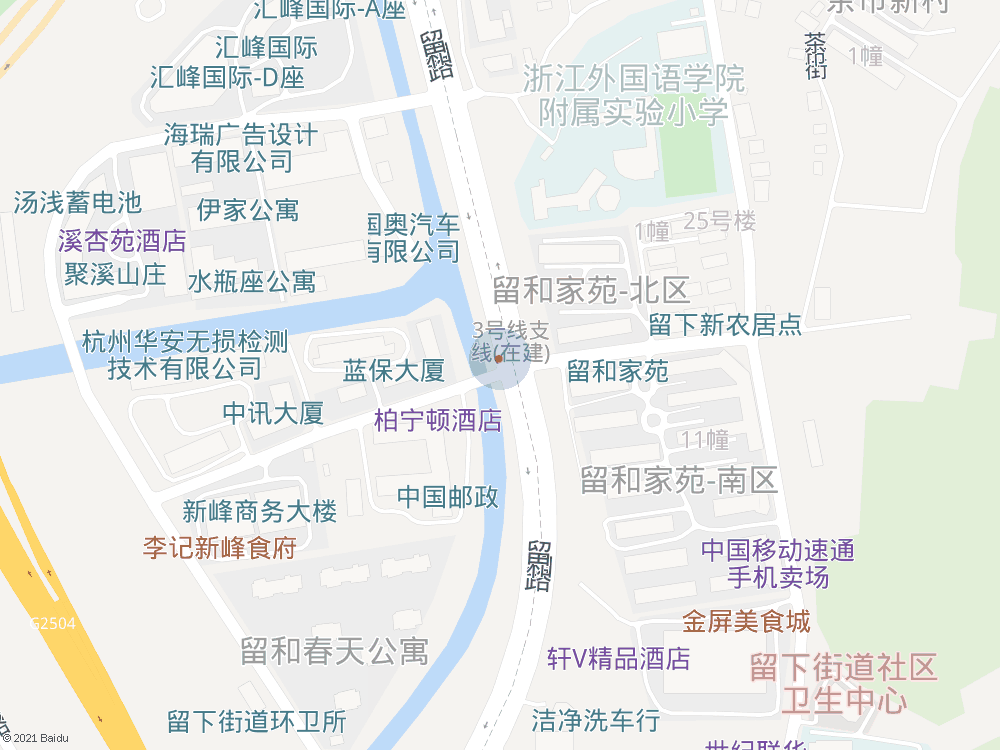 汇峰国际-A座
汇峰国际
汇峰国际-D座
留和路
浙江外国语学院
附属实验小学
茶市街
茶市新村
1幢
海瑞广告设计
有限公司
汤浅蓄电池
伊家公寓
国奥汽车
有限公司
溪杏苑酒店
聚溪山庄
水瓶座公寓
1幢
25号楼
留和家苑-北区
3号线支
线(在建)
留下新农居点
杭州华安无损检测
技术有限公司
蓝保大厦
留和家苑
中讯大厦
柏宁顿酒店
11幢
留和家苑-南区
中国邮政
新峰商务大楼
李记新峰食府
留和路
中国移动速通
手机卖场
G2504
金屏美食城
留和春天公寓
轩V精品酒店
留下街道社区
卫生中心
留下街道环卫所
洁净洗车行
世纪联华
© 2021 Baidu